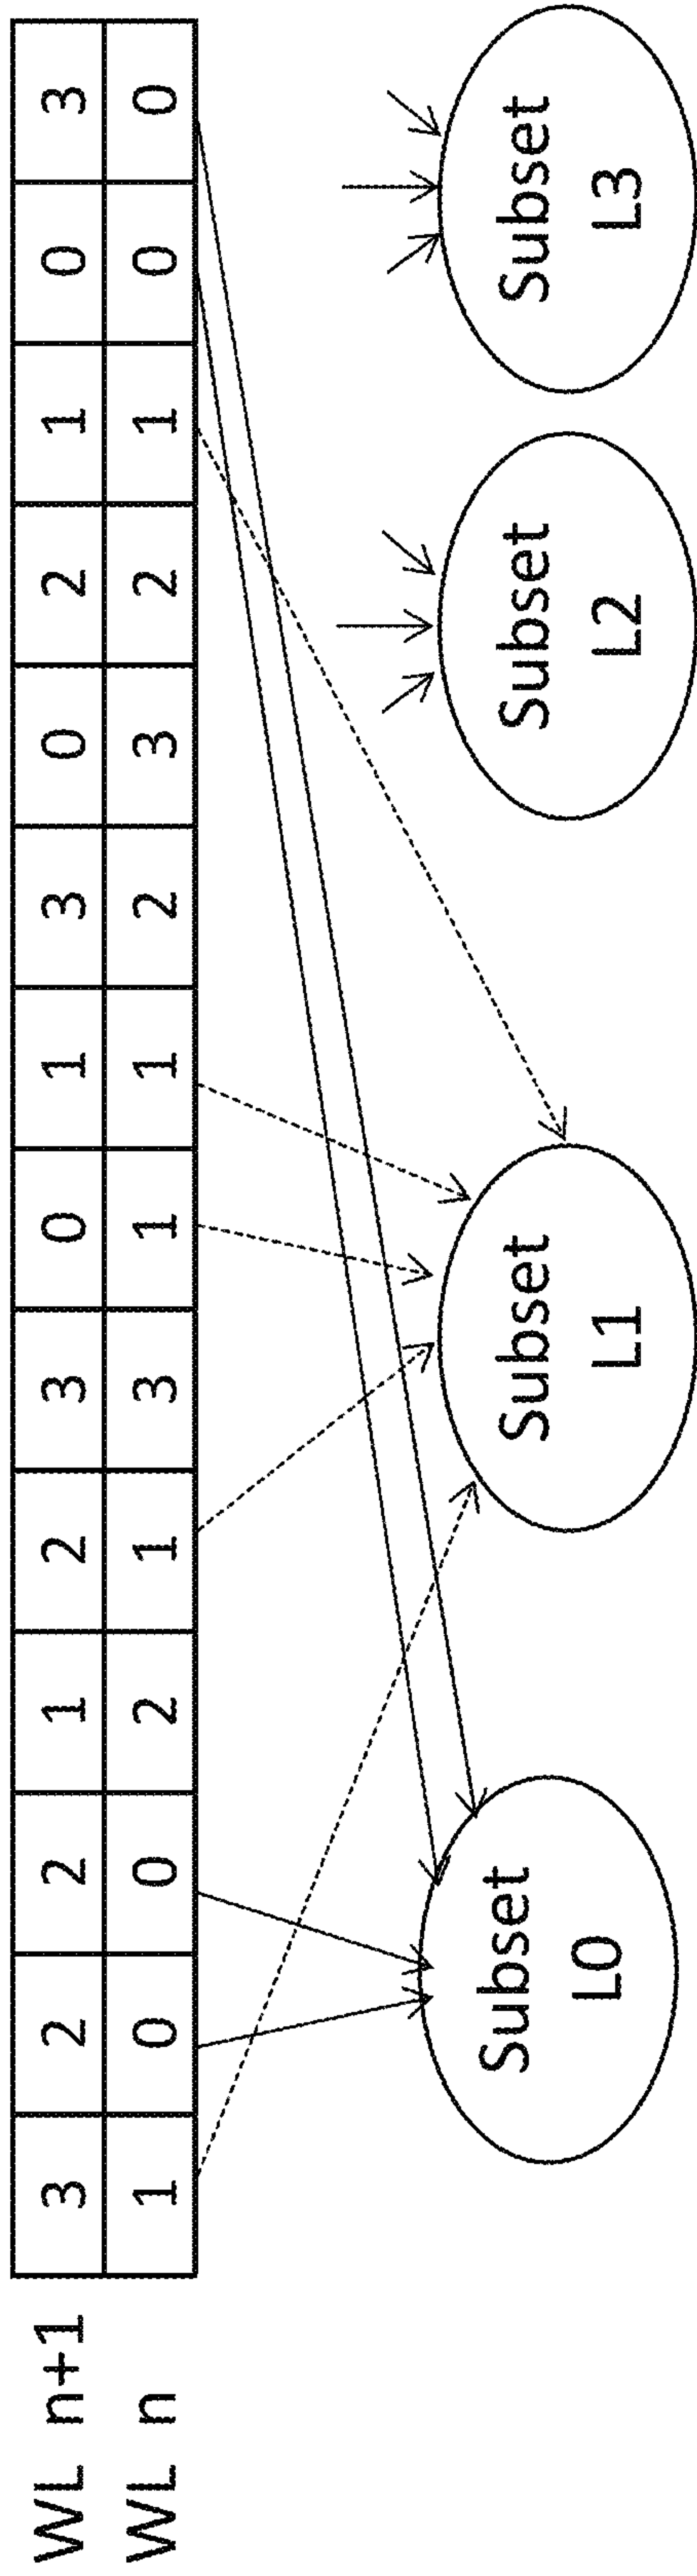 WL n+1 3 2 2 1 2 3 0 1 3 0 2 1 0 3
WL n 1 0 0 2 1 3 1 1 2 3 2 1 0 0
Subset
L0
Subset
L1
Subset
L2
Subset
L3